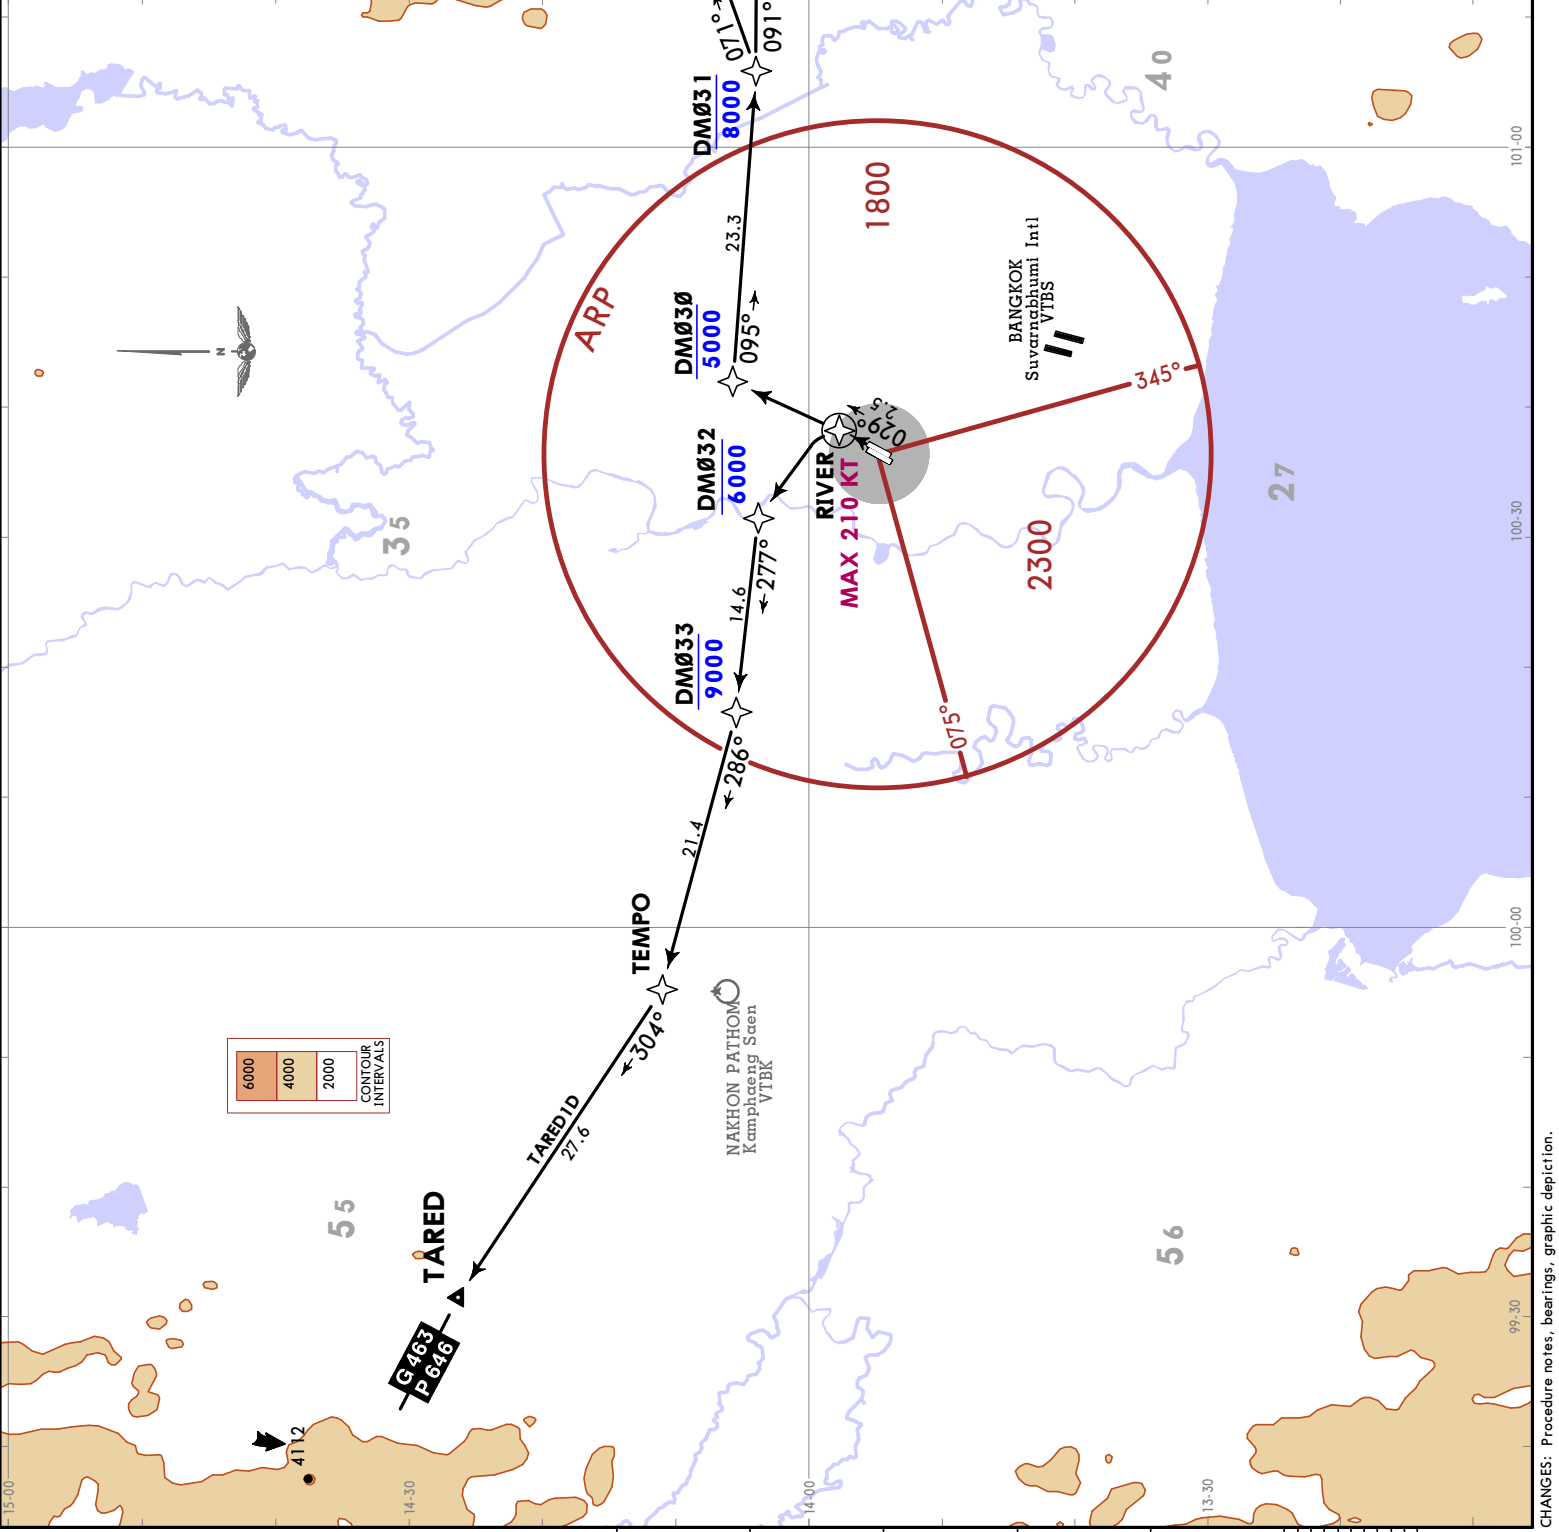 071°
091°
DMØ31
8000
40
101-00
23.3
1800
ARP
N
DMØ3Ø
5000
095°
BANGKOK
Suvarnabhumi Intl
VTBS
345°
2.5
029°
RIVER
MAX 210 KT
DMØ32
6000
277°
14.6
35
27
100-30
2300
075°
DMØ33
9000
286°
21.4
TEMPO
100-00
304°
NAKHON PATHOM
Kamphaeng Saen
VTBK
6000
4000
2000
CONTOUR
INTERVALS
TARED1D
27.6
TARED
55
56
99-30
G 463
P 646
4112
15-00
14-30
14-00
13-30
CHANGES: Procedure notes, bearings, graphic depiction.